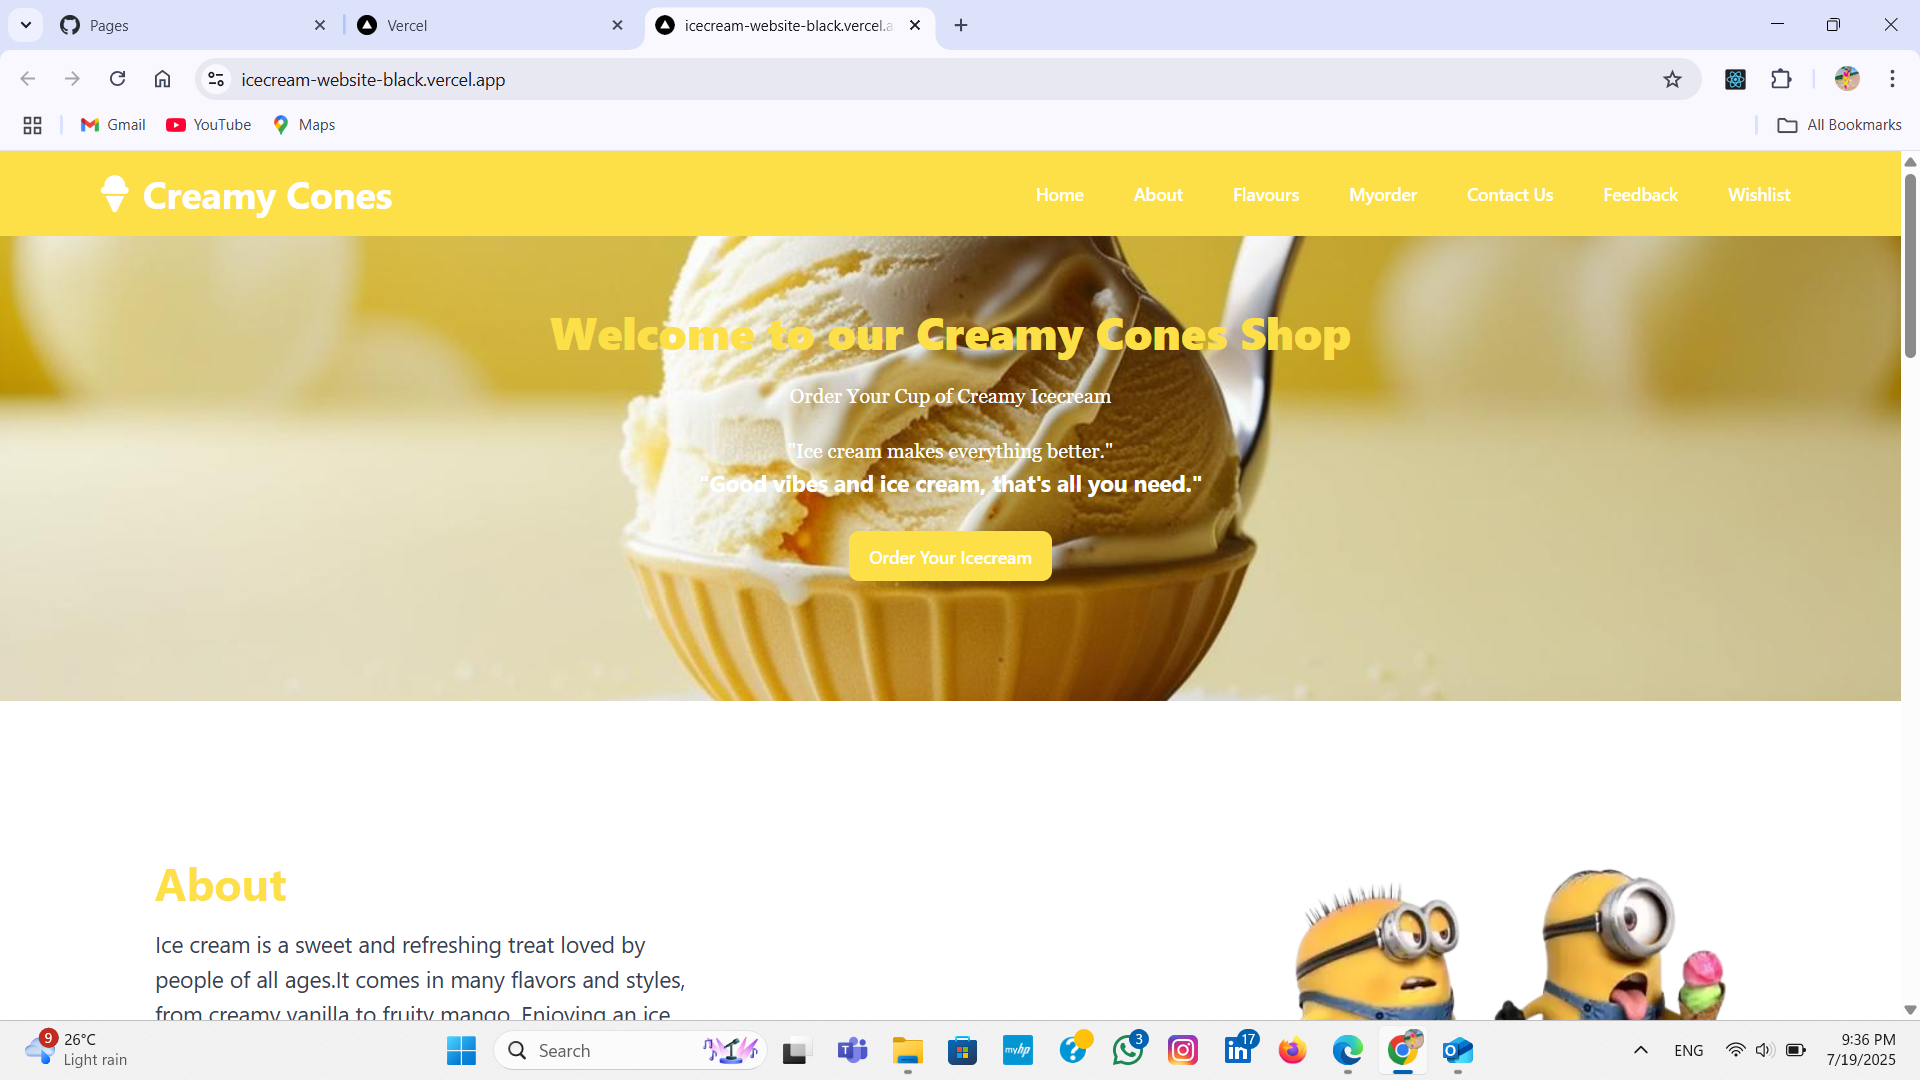 Pages
Vercel
icecream-website-black.vercel.a
icecream-website-black.vercel.app
Gmail
YouTube
Maps
All Bookmarks
Creamy Cones
Home
About
Flavours
Myorder
Contact Us
Feedback
Wishlist
Welcome to our Creamy Cones Shop
Order Your Cup of Creamy Icecream
"Ice cream makes everything better."
"Good vibes and ice cream, that's all you need."
Order Your Icecream
About
Ice cream is a sweet and refreshing treat loved by
people of all ages.It comes in many flavors and styles,
from creamy vanilla to fruity mango. Enjoying an ice
9
26°C
Light rain
Search
T
myhp
?
3
in
17
O
ENG
9:36 PM
7/19/2025